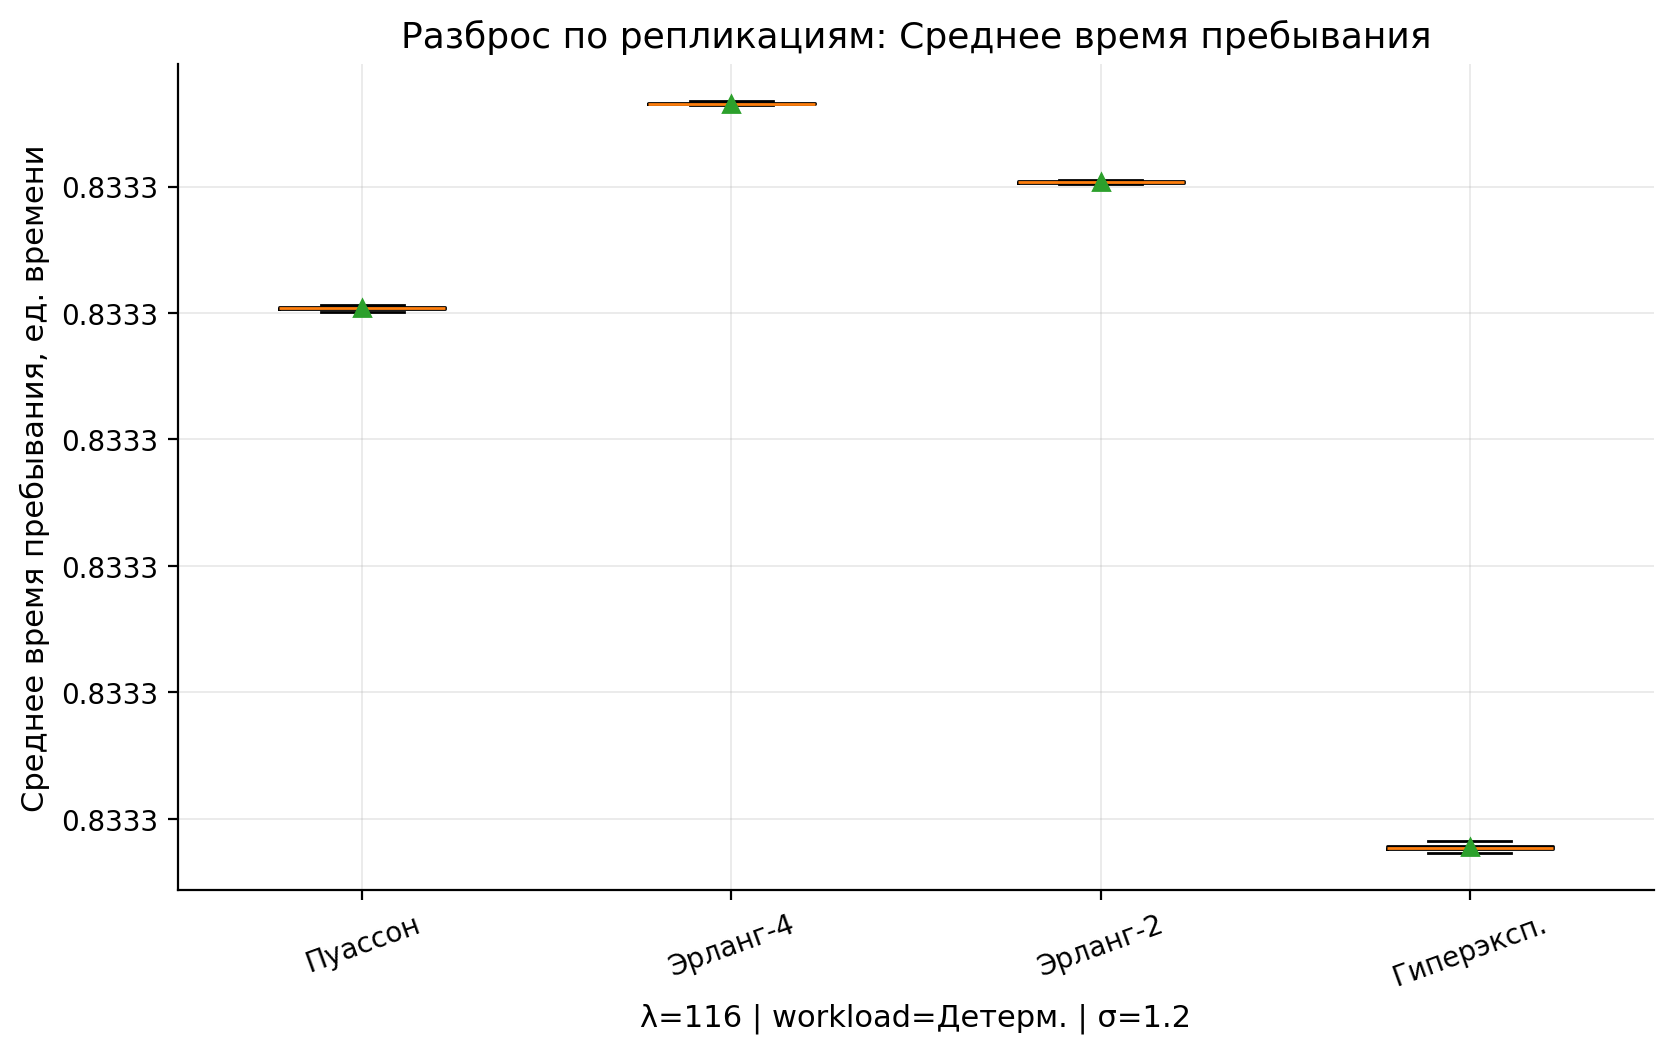 Разброс по репликациям: Среднее время пребывания
Среднее время пребывания, ед. времени
0.8333
0.8333
0.8333
0.8333
0.8333
0.8333
Пуассон
Эрланг-4
Эрланг-2
Гиперэксп.
λ=116 | workload=Детерм. | σ=1.2